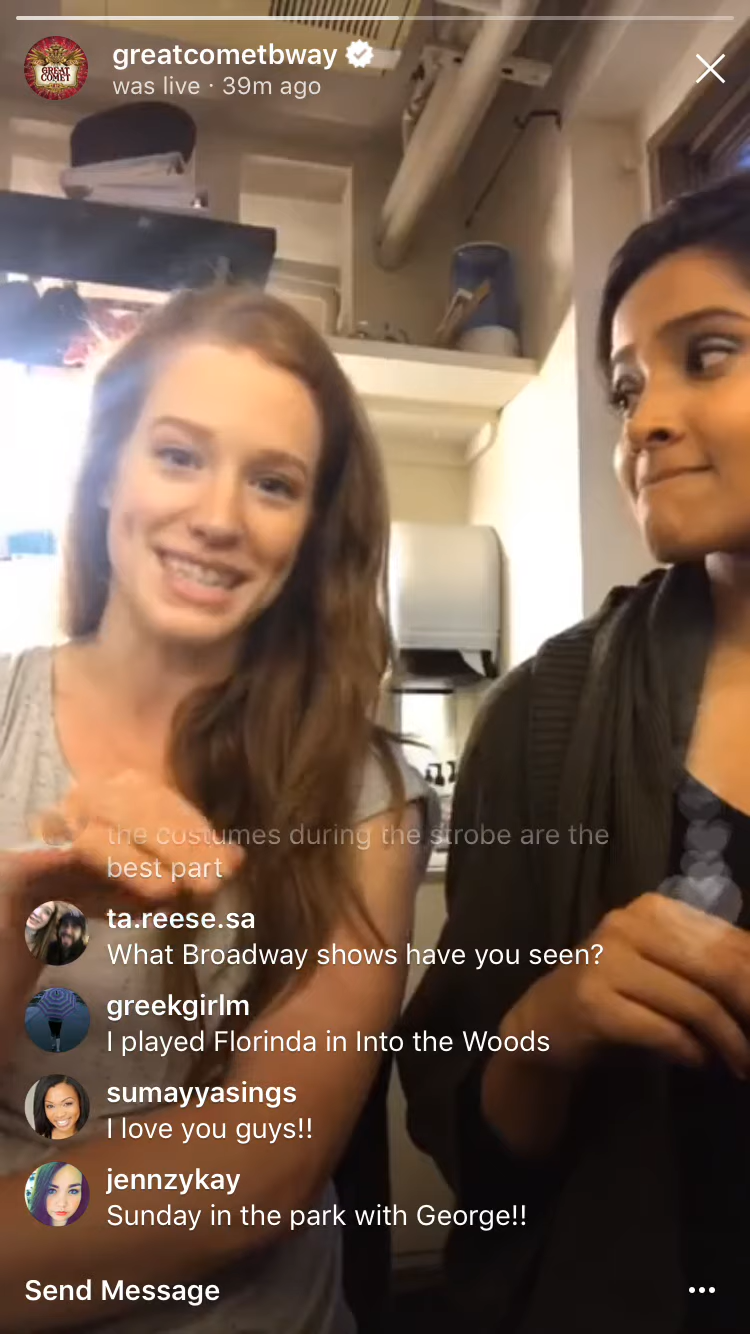 GREAT
COMET
greatcometbway
was live · 39m ago
the costumes during the strobe are the
best part
ta.reese.sa
What Broadway shows have you seen?
greekgirlm
I played Florinda in Into the Woods
sumayyasings
I love you guys!!
jennzykay
Sunday in the park with George!!
Send Message